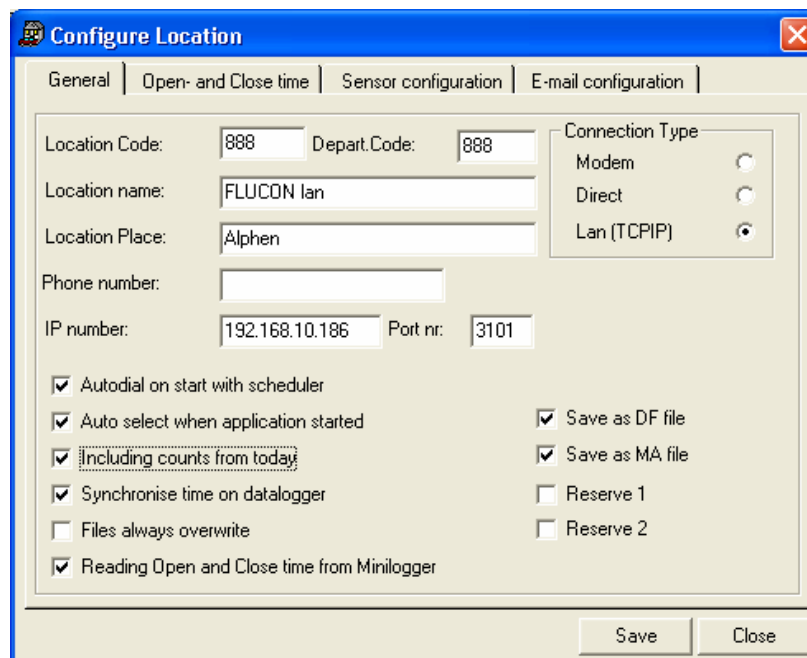 Configure Location
General Open- and Close time Sensor configuration E-mail configuration
Location Code: 888 Depart.Code: 888
Location name: FLUCON lan
Location Place: Alphen
Phone number:
IP number: 192.168.10.186 Port nr: 3101
Connection Type
Modem
Direct
Lan (TCPIP)
Autodial on start with scheduler
Auto select when application started
Including counts from today
Synchronise time on datalogger
Files always overwrite
Reading Open and Close time from Minilogger
Save as DF file
Save as MA file
Reserve 1
Reserve 2
Save Close